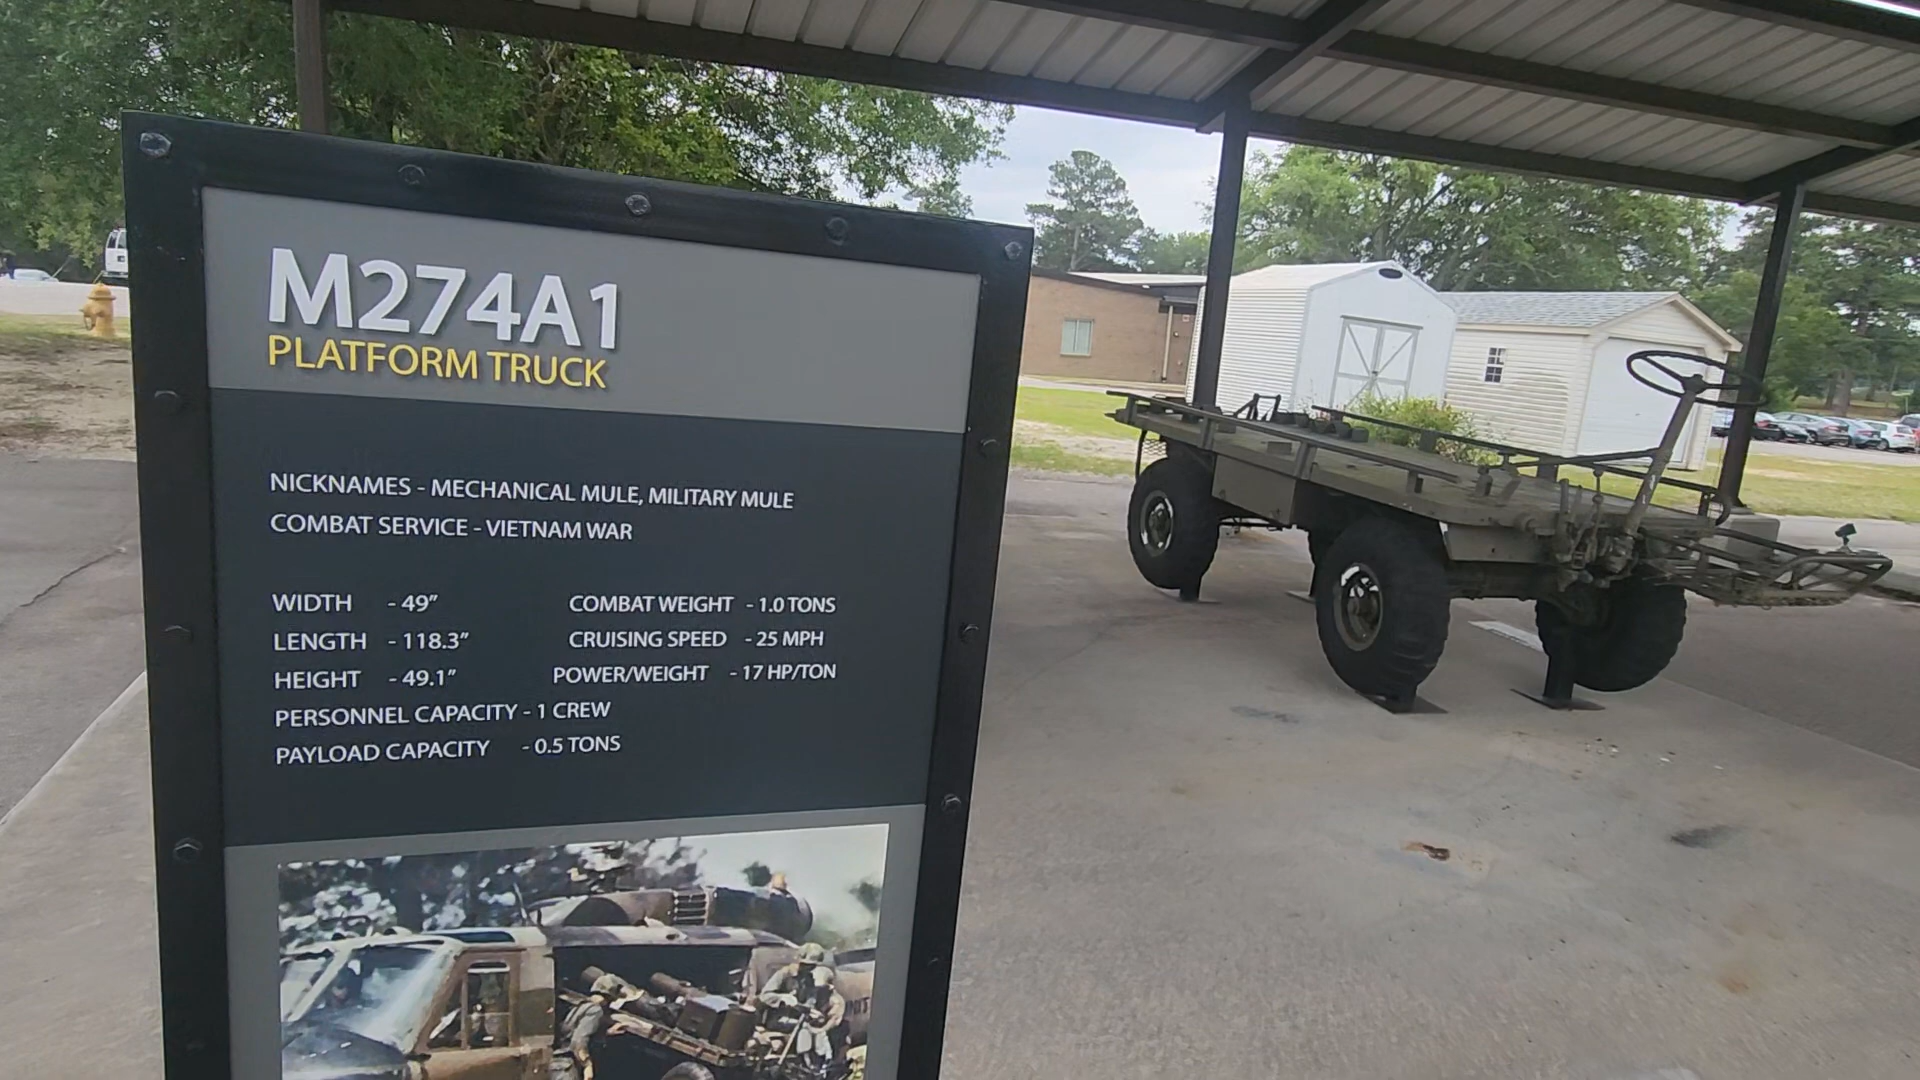 M274A1
PLATFORM TRUCK
NICKNAMES - MECHANICAL MULE, MILITARY MULE
COMBAT SERVICE - VIETNAM WAR
WIDTH - 49" COMBAT WEIGHT - 1.0 TONS
LENGTH - 118.3" CRUISING SPEED - 25 MPH
HEIGHT - 49.1" POWER/WEIGHT - 17 HP/TON
PERSONNEL CAPACITY - 1 CREW
PAYLOAD CAPACITY - 0.5 TONS